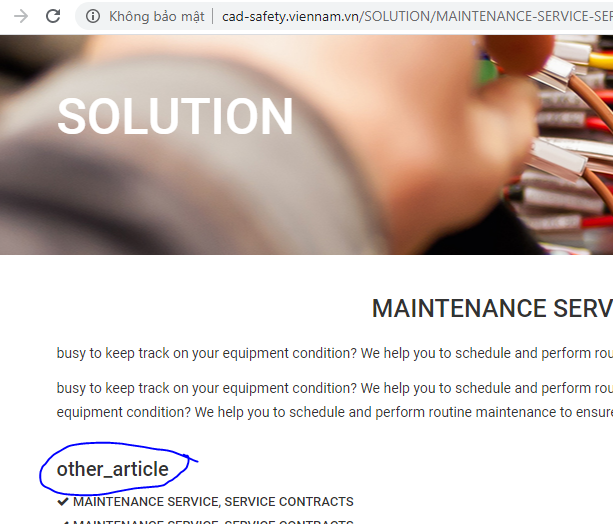 Không bảo mật
cad-safety.viennam.vn/SOLUTION/MAINTENANCE-SERVICE-SE
SOLUTION
MAINTENANCE SERV
busy to keep track on your equipment condition? We help you to schedule and perform rou
busy to keep track on your equipment condition? We help you to schedule and perform rou
equipment condition? We help you to schedule and perform routine maintenance to ensure
other_article
MAINTENANCE SERVICE, SERVICE CONTRACTS
MAINTENANCE SERVICE, SERVICE CONTRACTS